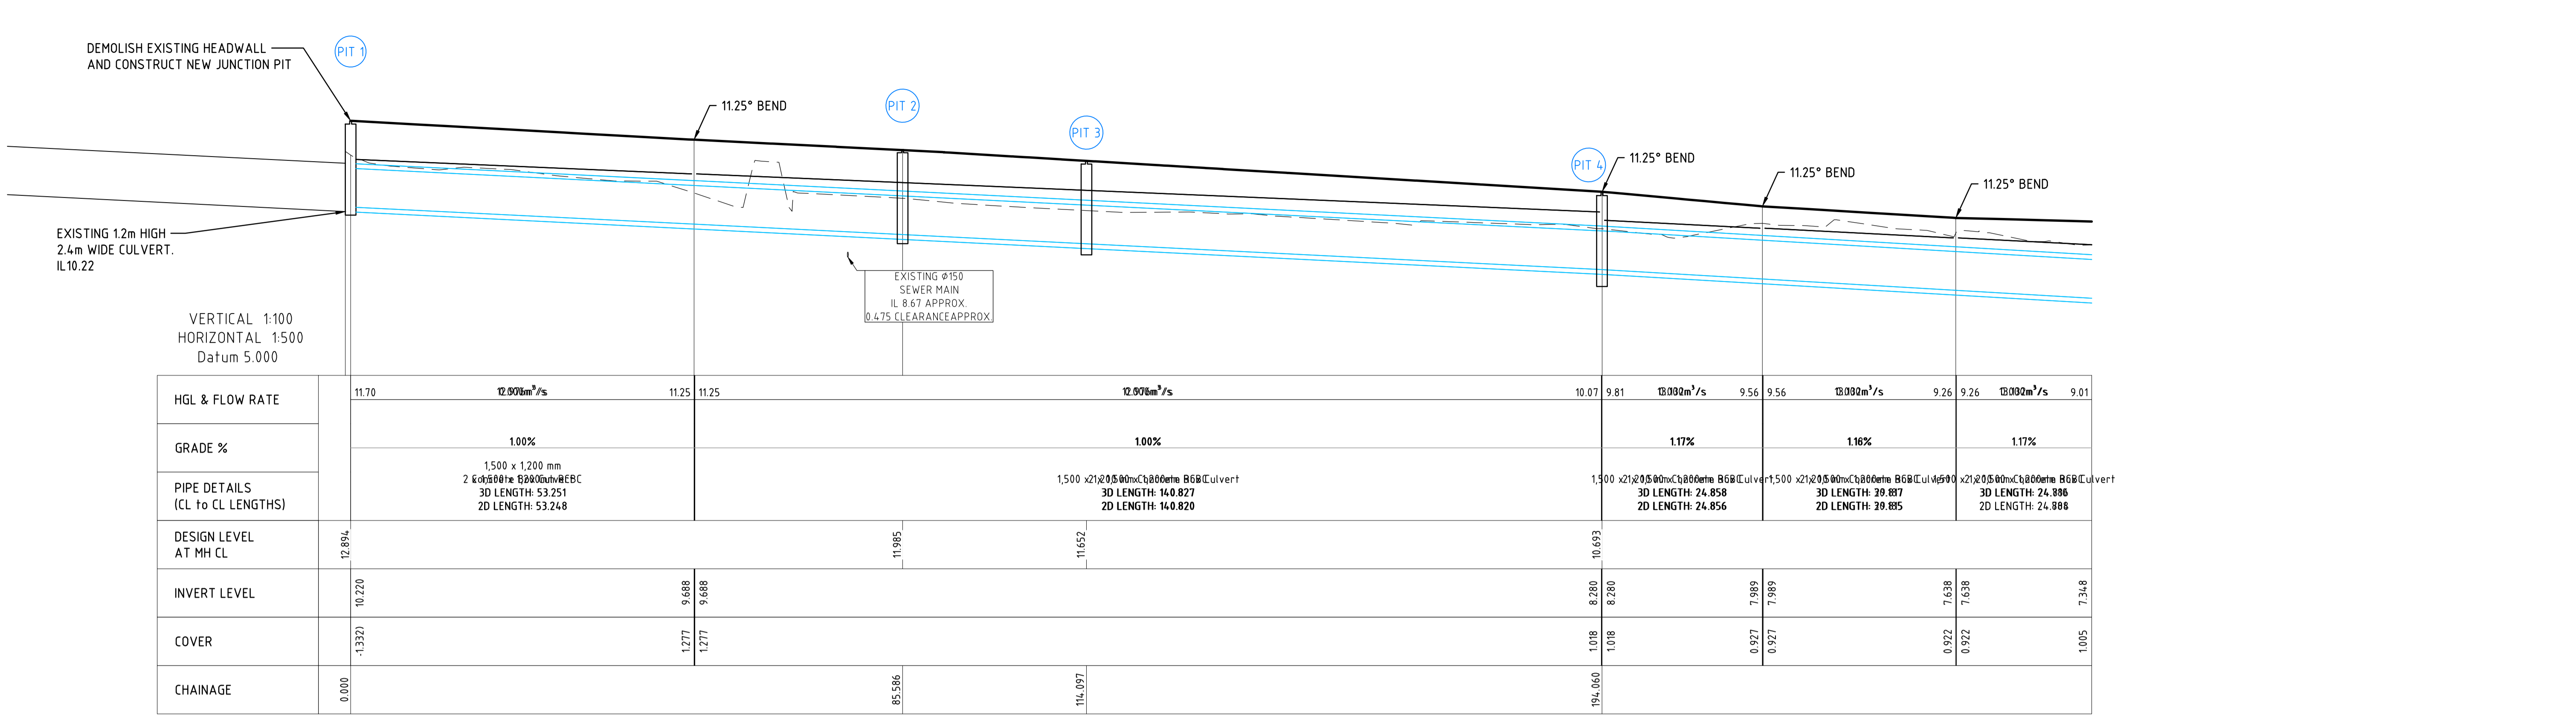 DEMOLISH EXISTING HEADWALL
AND CONSTRUCT NEW JUNCTION PIT
PIT 1
11.25° BEND
PIT 2
PIT 3
PIT 4
11.25° BEND
11.25° BEND
11.25° BEND
EXISTING 1.2m HIGH
2.4m WIDE CULVERT.
IL10.22
EXISTING Ø150
SEWER MAIN
IL 8.67 APPROX.
0.475 CLEARANCEAPPROX.
VERTICAL 1:100
HORIZONTAL 1:500
Datum 5.000
HGL & FLOW RATE
11.70 11.25 11.25 10.07 9.81 9.56 9.56 9.26 9.26 9.01
GRADE %
1.00% 1.00% 1.17% 1.16% 1.17%
PIPE DETAILS
(CL to CL LENGTHS)
1,500 x 1,200 mm
3D LENGTH: 53.251
2D LENGTH: 53.248
3D LENGTH: 140.827
2D LENGTH: 140.820
3D LENGTH: 24.858
2D LENGTH: 24.856
3D LENGTH:
2D LENGTH:
3D LENGTH:
2D LENGTH:
DESIGN LEVEL
AT MH CL
12.894 11.985 11.652 10.693
INVERT LEVEL
10.220 9.688 9.688 8.280 8.280 7.989 7.989 7.638 7.638 7.348
COVER
-1.332) 1.277 1.277 1.018 1.018 0.927 0.927 0.922 0.922 1.005
CHAINAGE
0.000 85.586 114.097 194.060